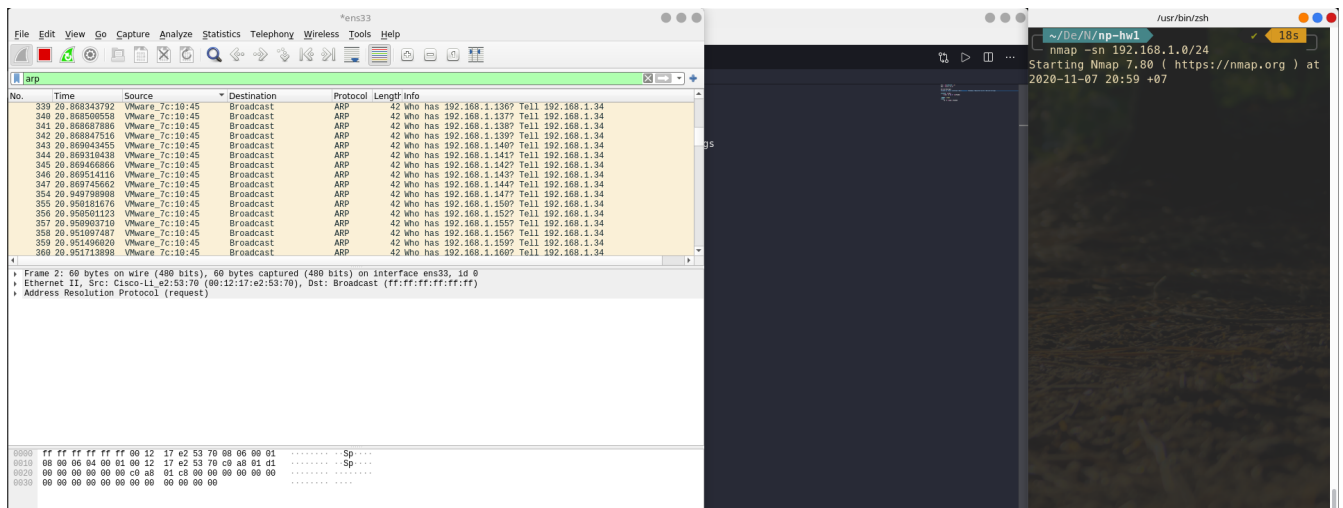 *ens33
File Edit View Go Capture Analyze Statistics Telephony Wireless Tools Help
arp
No. Time Source Destination Protocol Length Info
339 20.868343792 VMware_7c:10:45 Broadcast ARP 42 Who has 192.168.1.136? Tell 192.168.1.34
340 20.868500558 VMware_7c:10:45 Broadcast ARP 42 Who has 192.168.1.137? Tell 192.168.1.34
341 20.868687886 VMware_7c:10:45 Broadcast ARP 42 Who has 192.168.1.138? Tell 192.168.1.34
342 20.868847516 VMware_7c:10:45 Broadcast ARP 42 Who has 192.168.1.139? Tell 192.168.1.34
343 20.869043455 VMware_7c:10:45 Broadcast ARP 42 Who has 192.168.1.140? Tell 192.168.1.34
344 20.869310438 VMware_7c:10:45 Broadcast ARP 42 Who has 192.168.1.141? Tell 192.168.1.34
345 20.869466866 VMware_7c:10:45 Broadcast ARP 42 Who has 192.168.1.142? Tell 192.168.1.34
346 20.869514116 VMware_7c:10:45 Broadcast ARP 42 Who has 192.168.1.143? Tell 192.168.1.34
347 20.869745662 VMware_7c:10:45 Broadcast ARP 42 Who has 192.168.1.144? Tell 192.168.1.34
354 20.949798908 VMware_7c:10:45 Broadcast ARP 42 Who has 192.168.1.147? Tell 192.168.1.34
355 20.950181676 VMware_7c:10:45 Broadcast ARP 42 Who has 192.168.1.150? Tell 192.168.1.34
356 20.950501123 VMware_7c:10:45 Broadcast ARP 42 Who has 192.168.1.152? Tell 192.168.1.34
357 20.950903710 VMware_7c:10:45 Broadcast ARP 42 Who has 192.168.1.155? Tell 192.168.1.34
358 20.951097487 VMware_7c:10:45 Broadcast ARP 42 Who has 192.168.1.156? Tell 192.168.1.34
359 20.951496020 VMware_7c:10:45 Broadcast ARP 42 Who has 192.168.1.159? Tell 192.168.1.34
360 20.951713898 VMware_7c:10:45 Broadcast ARP 42 Who has 192.168.1.160? Tell 192.168.1.34
Frame 2: 60 bytes on wire (480 bits), 60 bytes captured (480 bits) on interface ens33, id 0
Ethernet II, Src: Cisco-Li_e2:53:70 (00:12:17:e2:53:70), Dst: Broadcast (ff:ff:ff:ff:ff:ff)
Address Resolution Protocol (request)
0000 ff ff ff ff ff ff 00 12 17 e2 53 70 08 06 00 01 ········ ··Sp····
0010 08 00 06 04 00 01 00 12 17 e2 53 70 c0 a8 01 d1 ········ ··Sp····
0020 00 00 00 00 00 00 c0 a8 01 c8 00 00 00 00 00 00 ········ ········
0030 00 00 00 00 00 00 00 00 00 00 00 00 ········ ····
gs
/usr/bin/zsh
~/De/N/np-hw1 ✓ 18s
nmap -sn 192.168.1.0/24
Starting Nmap 7.80 ( https://nmap.org ) at
2020-11-07 20:59 +07